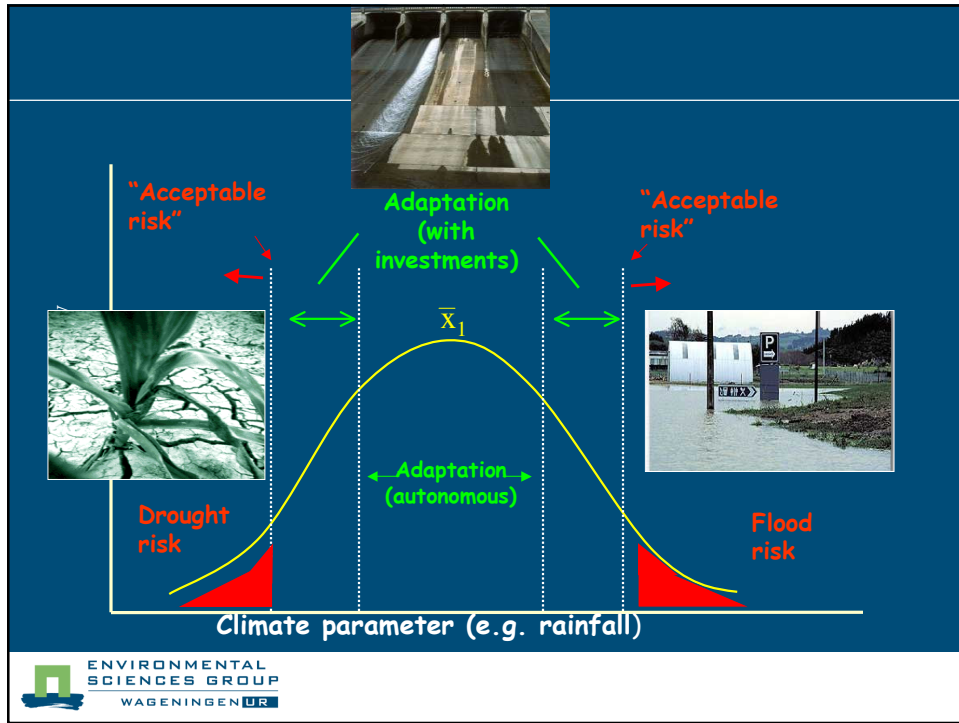 “Acceptable
risk”
Adaptation
(with
investments)
“Acceptable
risk”
x̅1
P
Adaptation
(autonomous)
Drought
risk
Flood
risk
Climate parameter (e.g. rainfall)
ENVIRONMENTAL
SCIENCES GROUP
WAGENINGEN UR